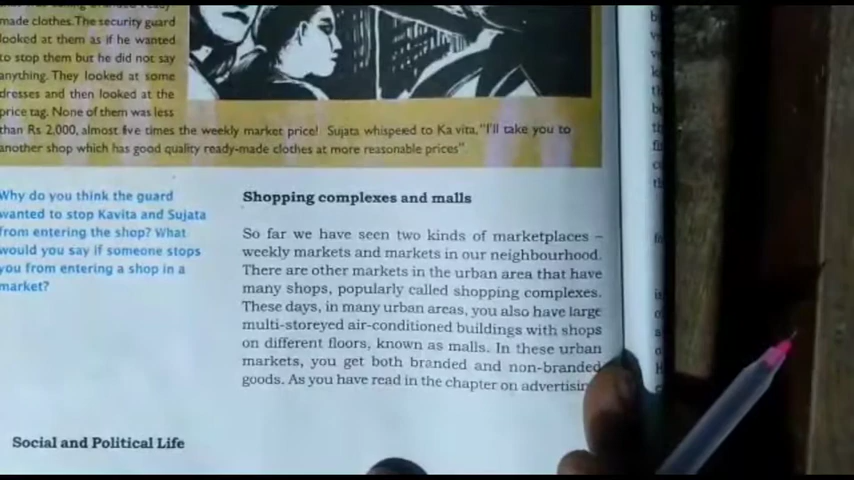 made clothes. The security guard
looked at them as if he wanted
to stop them but he did not say
anything. They looked at some
dresses and then looked at the
price tag. None of them was less
than Rs 2,000, almost five times the weekly market price! Sujata whispered to Kavita, "I'll take you to
another shop which has good quality ready-made clothes at more reasonable prices".
Why do you think the guard
wanted to stop Kavita and Sujata
from entering the shop? What
would you say if someone stops
you from entering a shop in a
market?
Shopping complexes and malls
So far we have seen two kinds of marketplaces –
weekly markets and markets in our neighbourhood.
There are other markets in the urban area that have
many shops, popularly called shopping complexes.
These days, in many urban areas, you also have large
multi-storeyed air-conditioned buildings with shops
on different floors, known as malls. In these urban
markets, you get both branded and non-branded
goods. As you have read in the chapter on
Social and Political Life